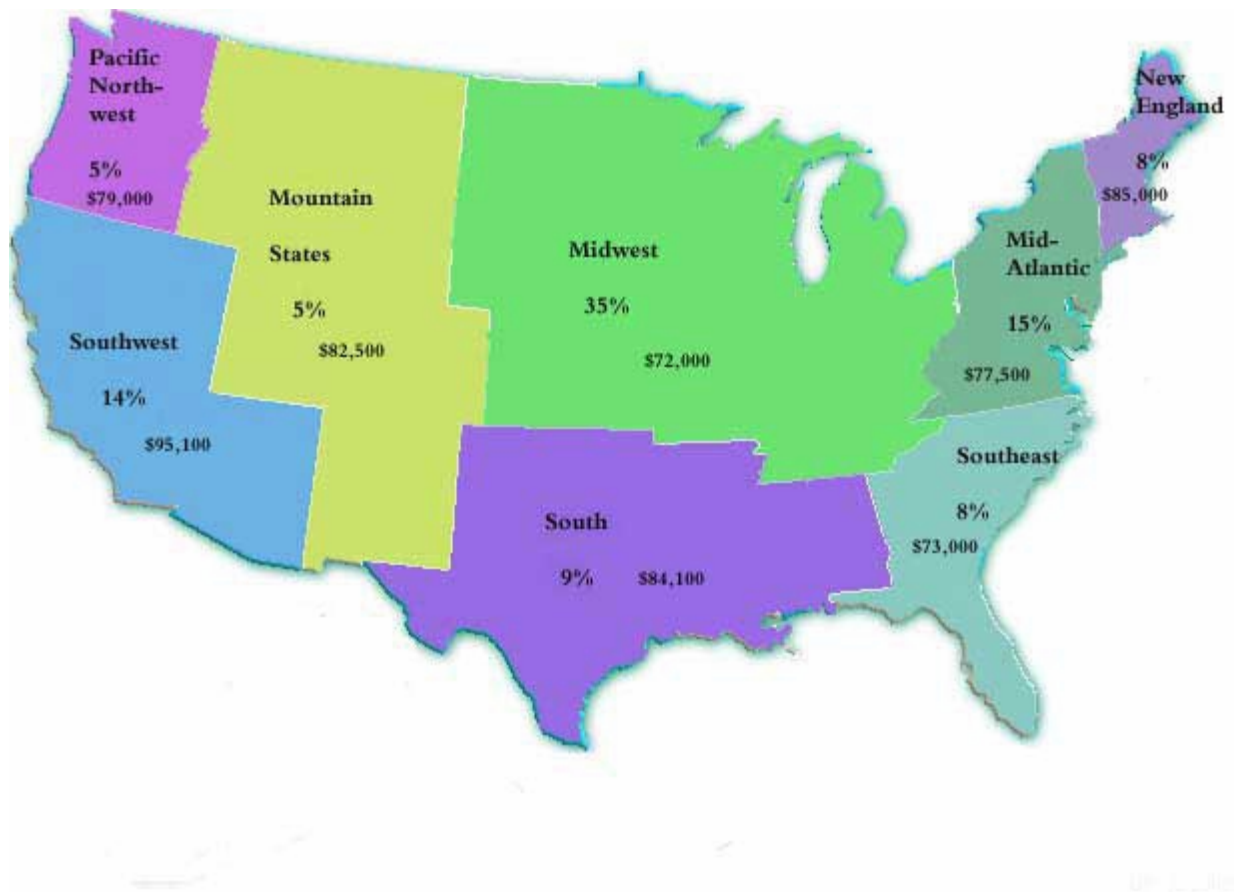 Pacific
North-
west
5%
$79,000
Mountain
States
5%
$82,500
Midwest
35%
$72,000
New
England
8%
$85,000
Mid-
Atlantic
15%
$77,500
Southwest
14%
$95,100
South
9% $84,100
Southeast
8%
$73,000